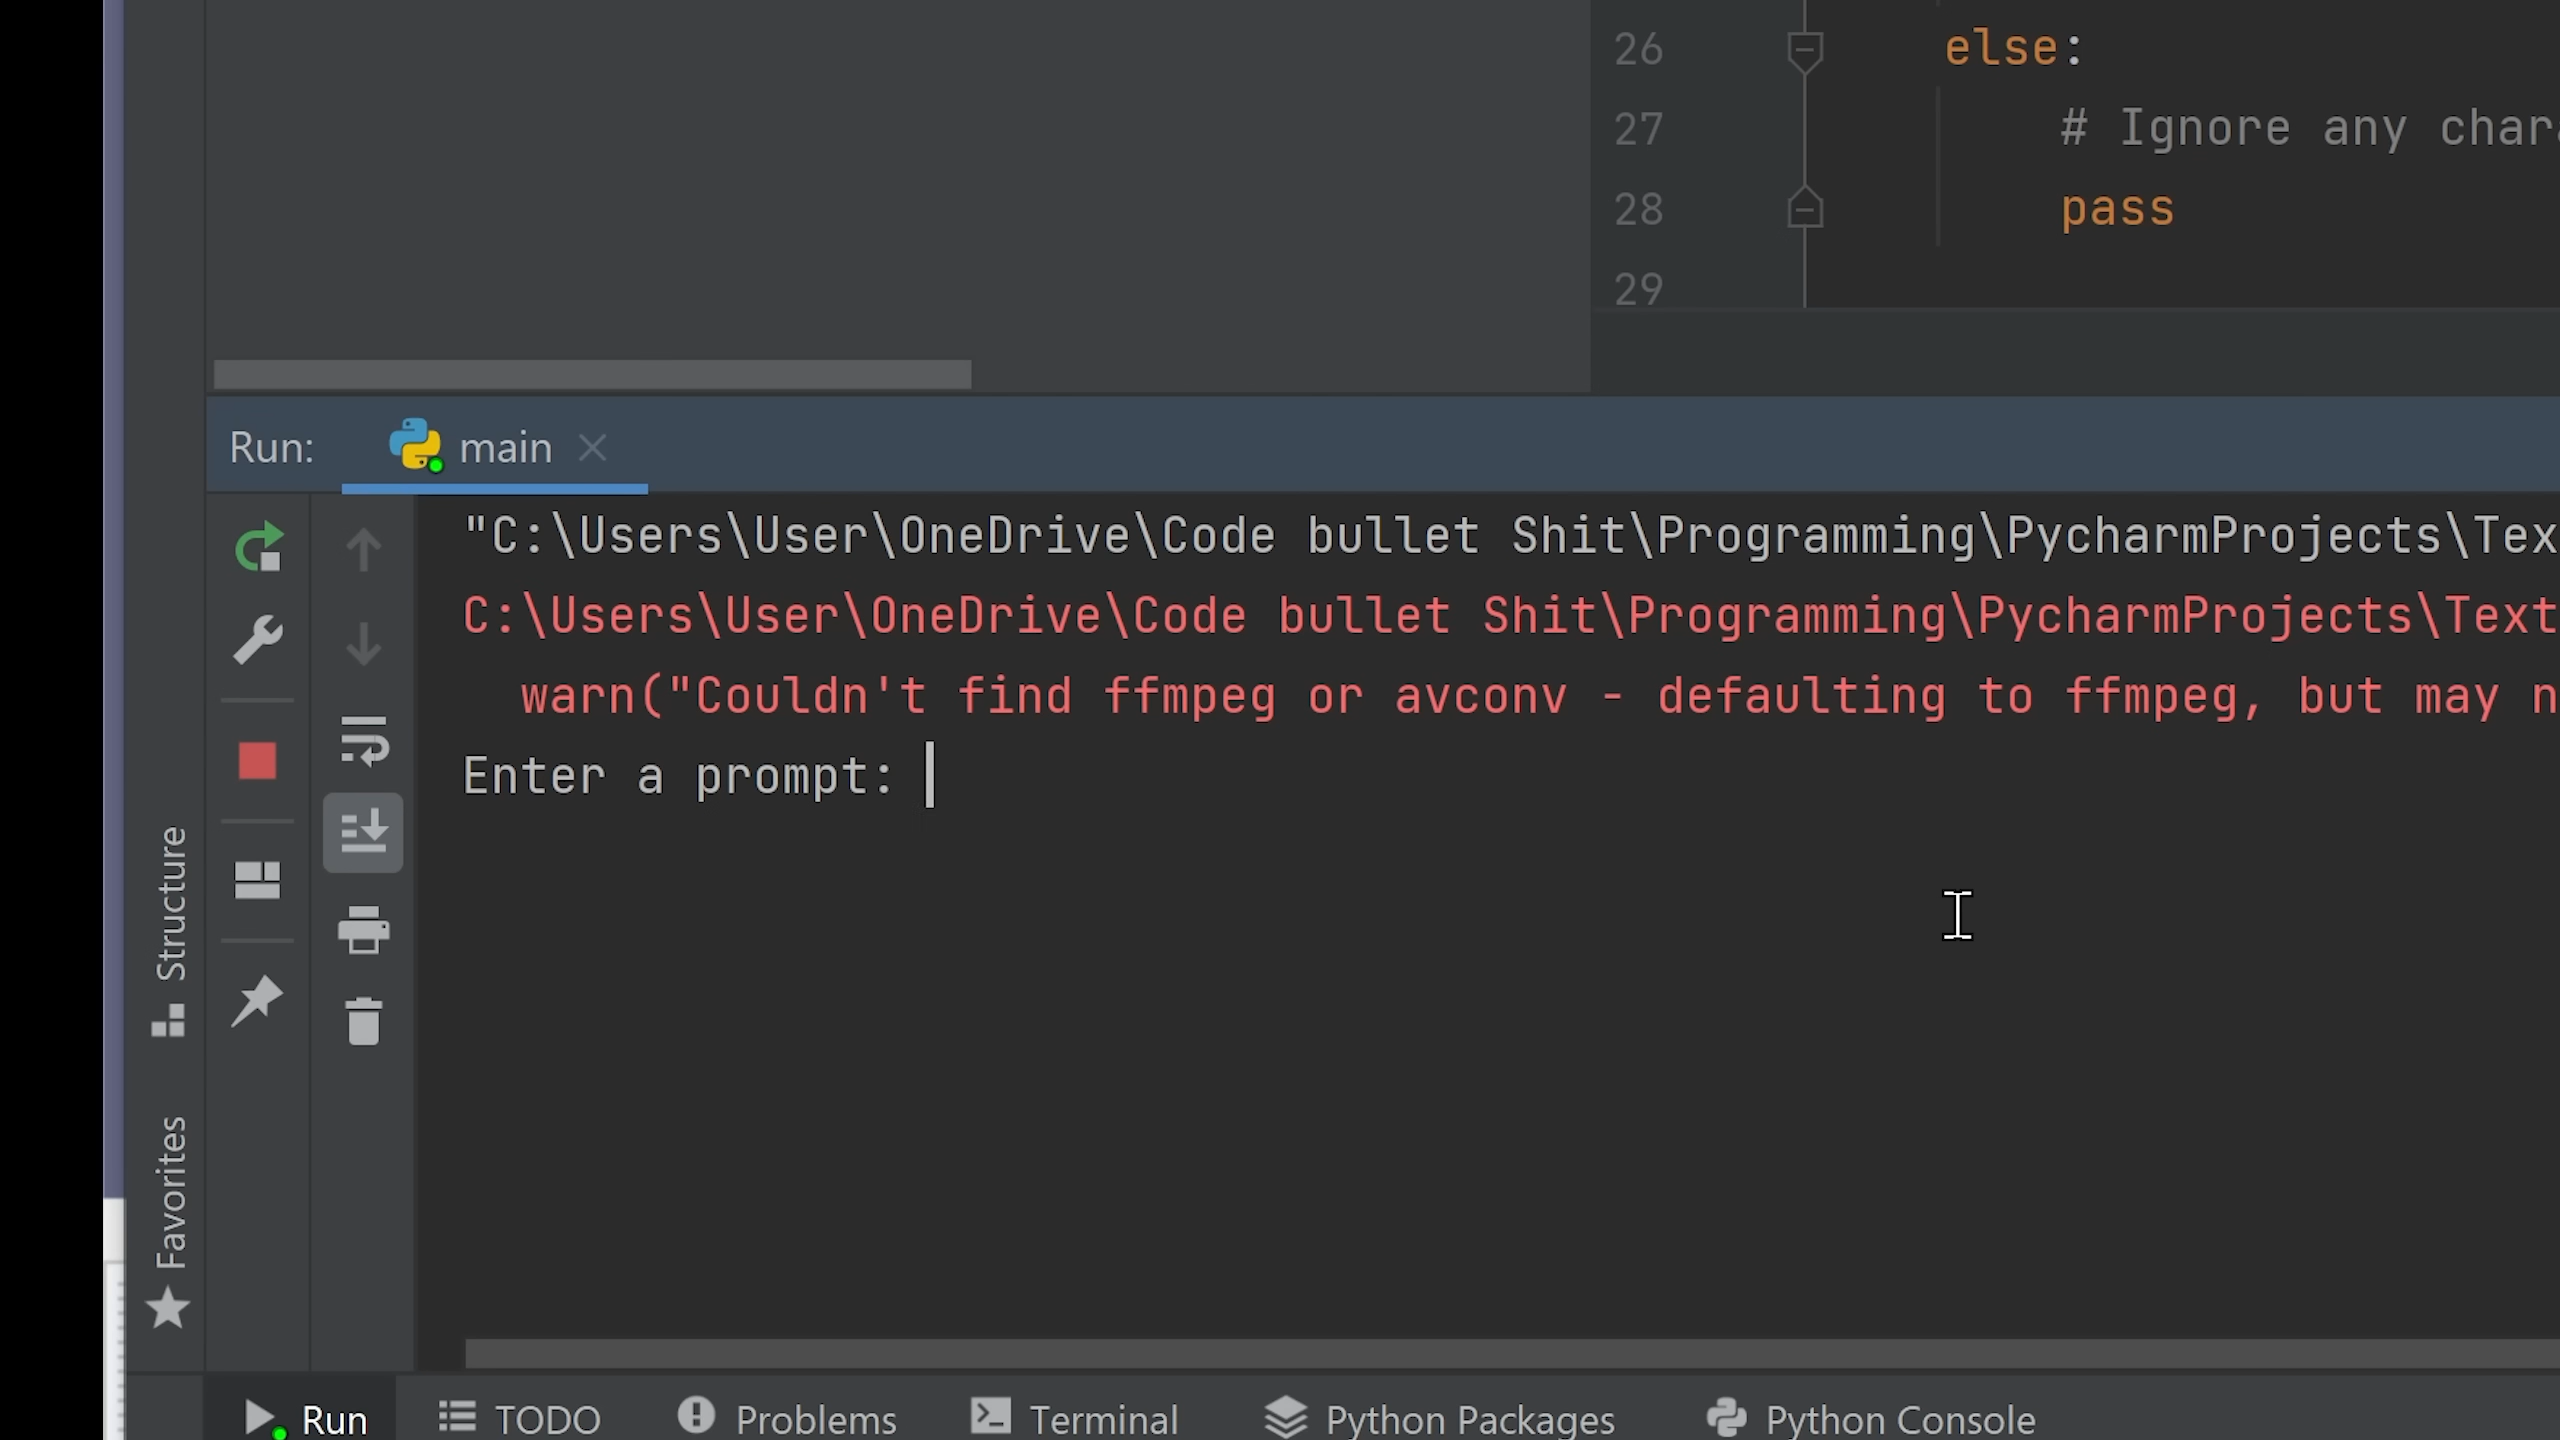 26 else:
27 # Ignore any
28 pass
29
Run: main
"C:\Users\User\OneDrive\Code bullet Shit\Programming\PycharmProjects\
C:\Users\User\OneDrive\Code bullet Shit\Programming\PycharmProjects\Text
warn("Couldn't find ffmpeg or avconv - defaulting to ffmpeg, but may
Enter a prompt:
Structure
Favorites
Run TODO Problems Terminal Python Packages Python Console